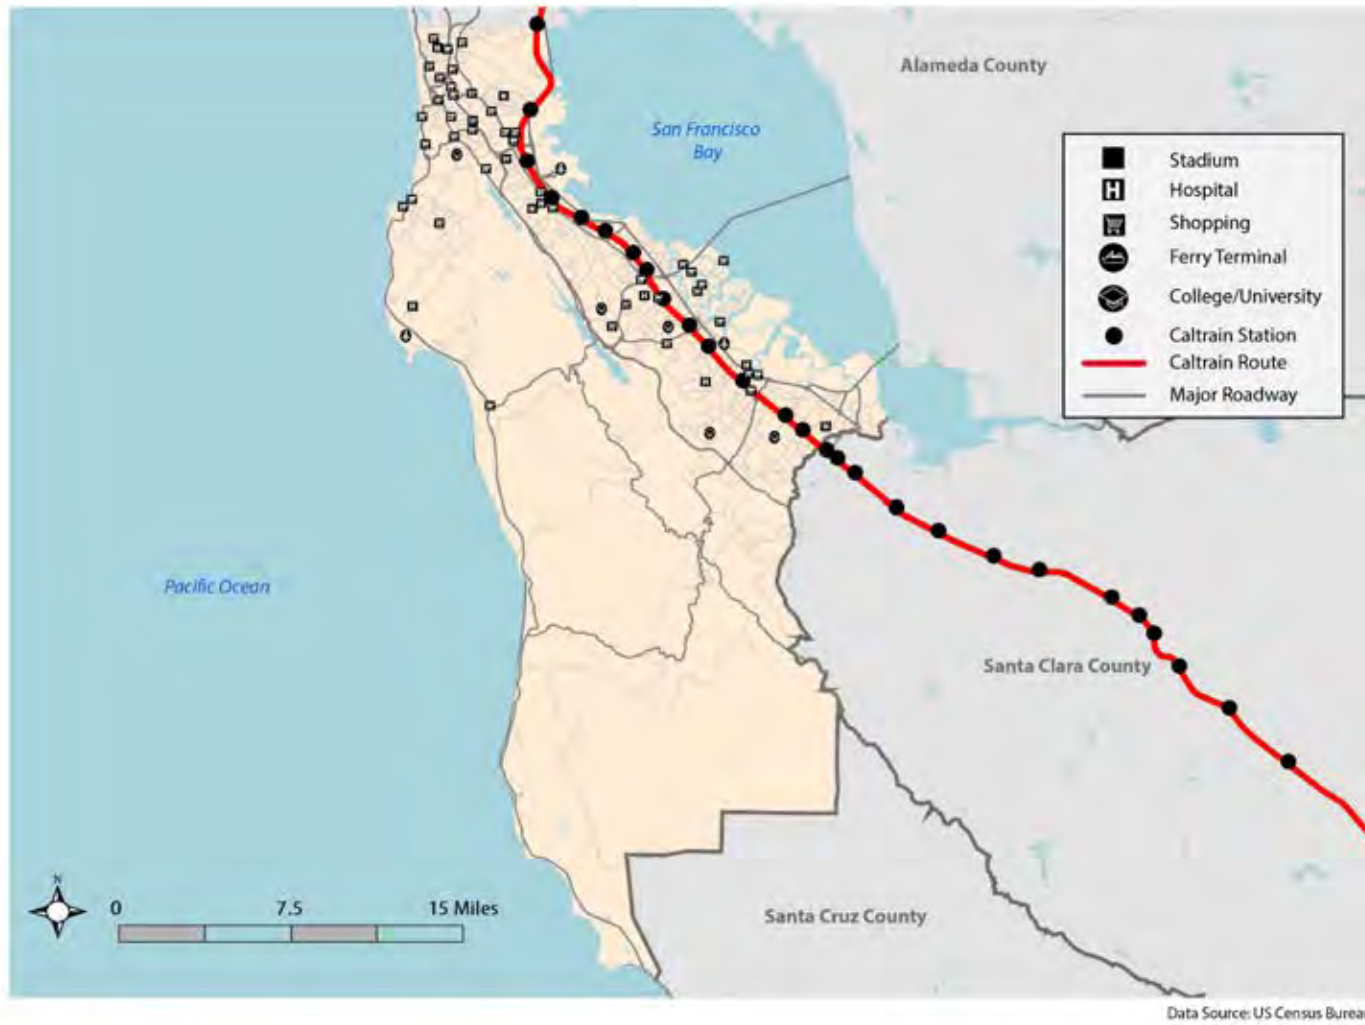 Alameda County
San Francisco
Bay
Stadium
Hospital
Shopping
Ferry Terminal
College/University
Caltrain Station
Caltrain Route
Major Roadway
Pacific Ocean
Santa Clara County
N
0 7.5 15 Miles
Santa Cruz County
Data Source: US Census Burea